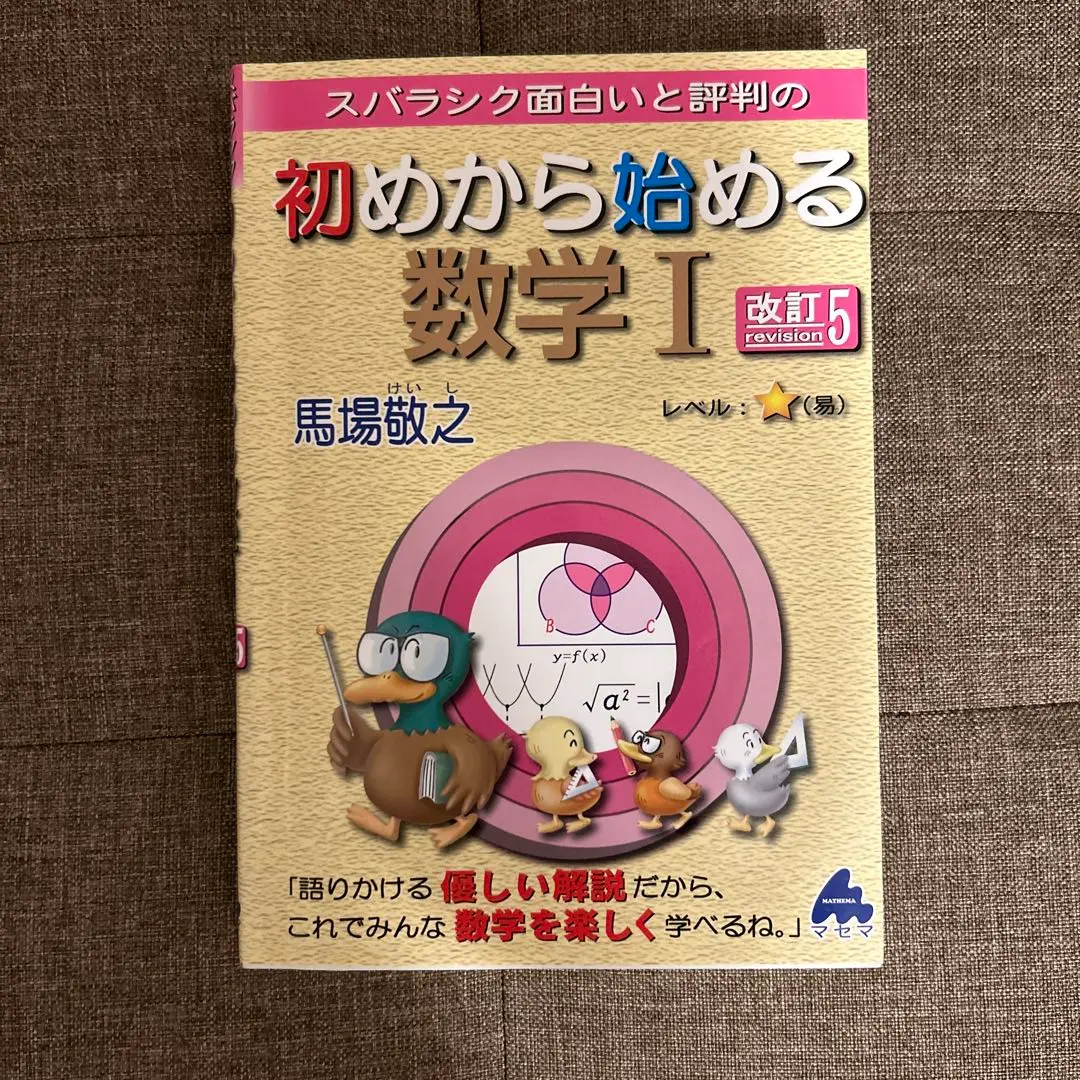 スバラシク面白いと評判の
初めから始める
数学Ⅰ
改訂
revision 5
けいし
馬場敬之
レベル：★(易)
B
C
y=f(x)
√a² =|
「語りかける優しい解説だから、
これでみんな数学を楽しく学べるね。」
MATHEMA
マセマ